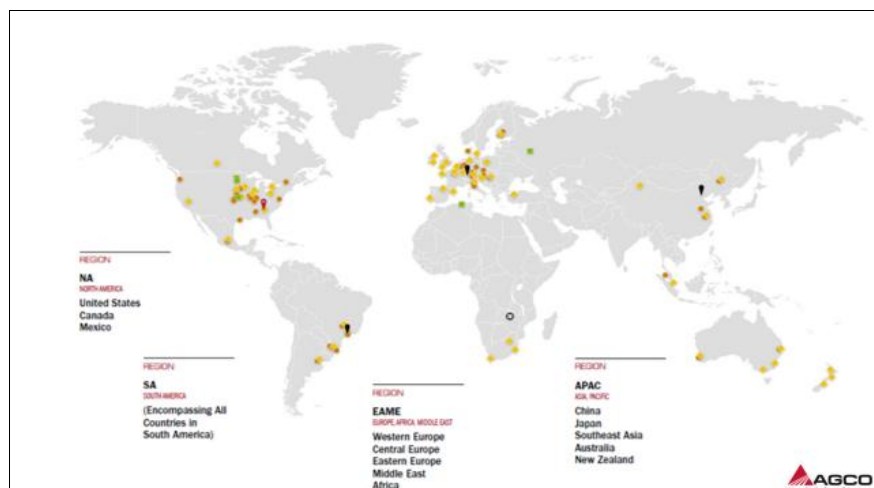 REGION
NA
NORTH AMERICA
United States
Canada
Mexico
REGION
SA
SOUTH AMERICA
(Encompassing All
Countries in
South America)
REGION
EAME
EUROPE, AFRICA, MIDDLE EAST
Western Europe
Central Europe
Eastern Europe
Middle East
Africa
REGION
APAC
ASIA, PACIFIC
China
Japan
Southeast Asia
Australia
New Zealand
AGCO